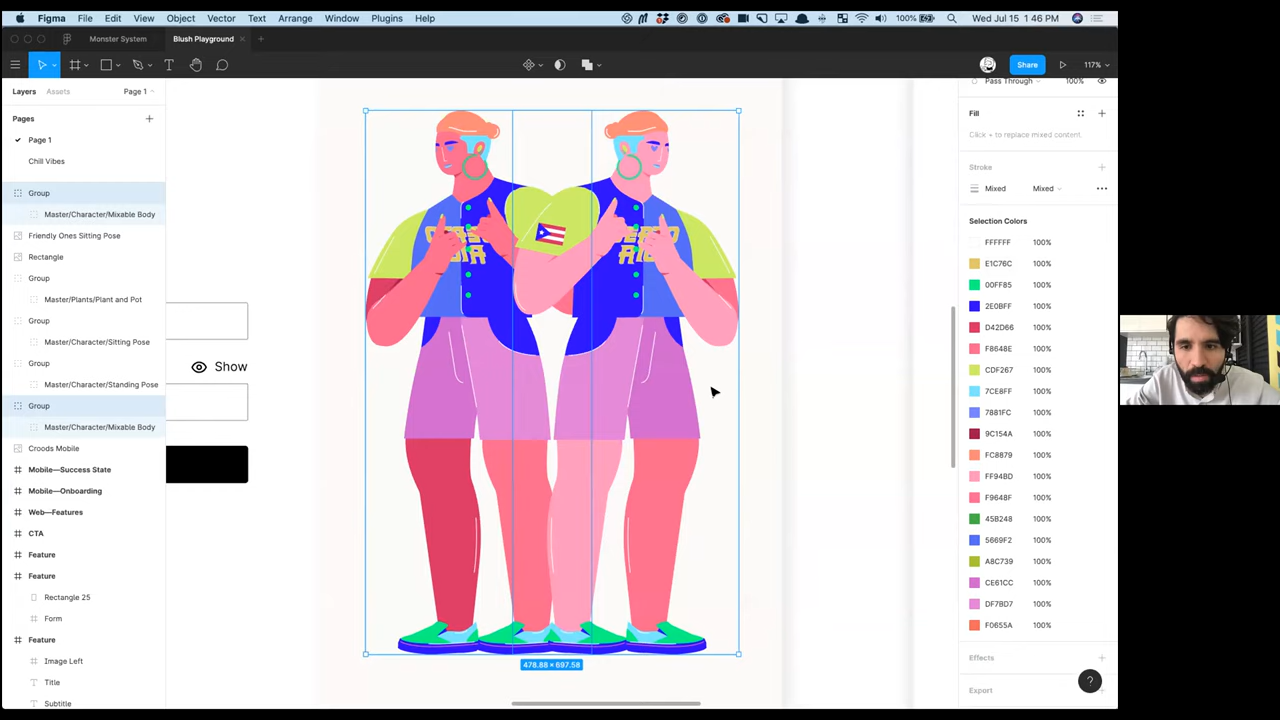 Figma File Edit View Object Vector Text Arrange Window Plugins Help 100% Wed Jul 15 1:46 PM
Monster System Blush Playground
Share 117%
Layers Assets Page 1
Pages
Page 1
Chill Vibes
Group
Master/Character/Mixable Body
Friendly Ones Sitting Pose
Rectangle
Group
Master/Plants/Plant and Pot
Group
Master/Character/Sitting Pose
Group
Master/Character/Standing Pose
Group
Master/Character/Mixable Body
Croods Mobile
Mobile—Success State
Mobile—Onboarding
Web—Features
CTA
Feature
Feature
Rectangle 25
Form
Feature
Image Left
Title
Subtitle
Show
478.88 × 697.58
Pass Through 100%
Fill
Click + to replace mixed content.
Stroke
Mixed Mixed
Selection Colors
FFFFFF 100%
E1C76C 100%
00FF85 100%
2E0BFF 100%
D42D66 100%
F8648E 100%
CDF267 100%
7CE8FF 100%
7881FC 100%
9C154A 100%
FC8879 100%
FF94BD 100%
F9648F 100%
45B248 100%
5669F2 100%
A8C739 100%
CE61CC 100%
DF7BD7 100%
F0655A 100%
Effects
Export
?